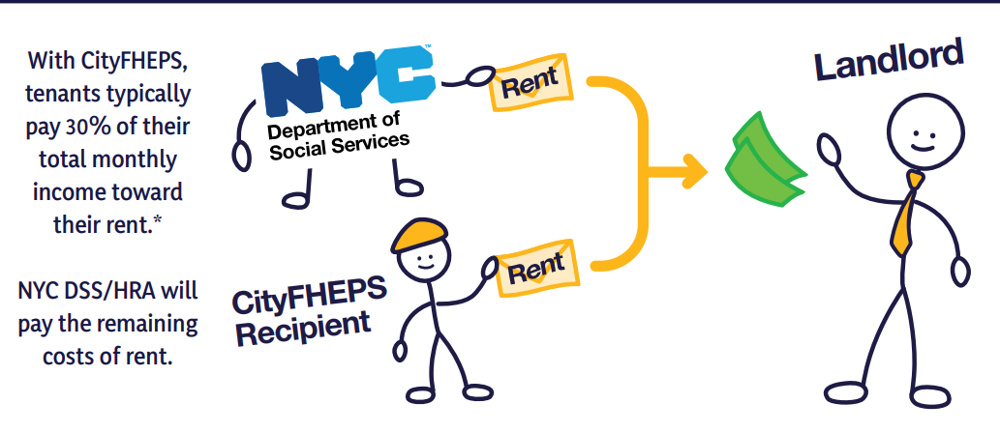 With CityFHEPS,
tenants typically
pay 30% of their
total monthly
income toward
their rent.*
NYC DSS/HRA will
pay the remaining
costs of rent.
NYC™
Department of
Social Services
Rent
CityFHEPS
Recipient
Rent
Landlord